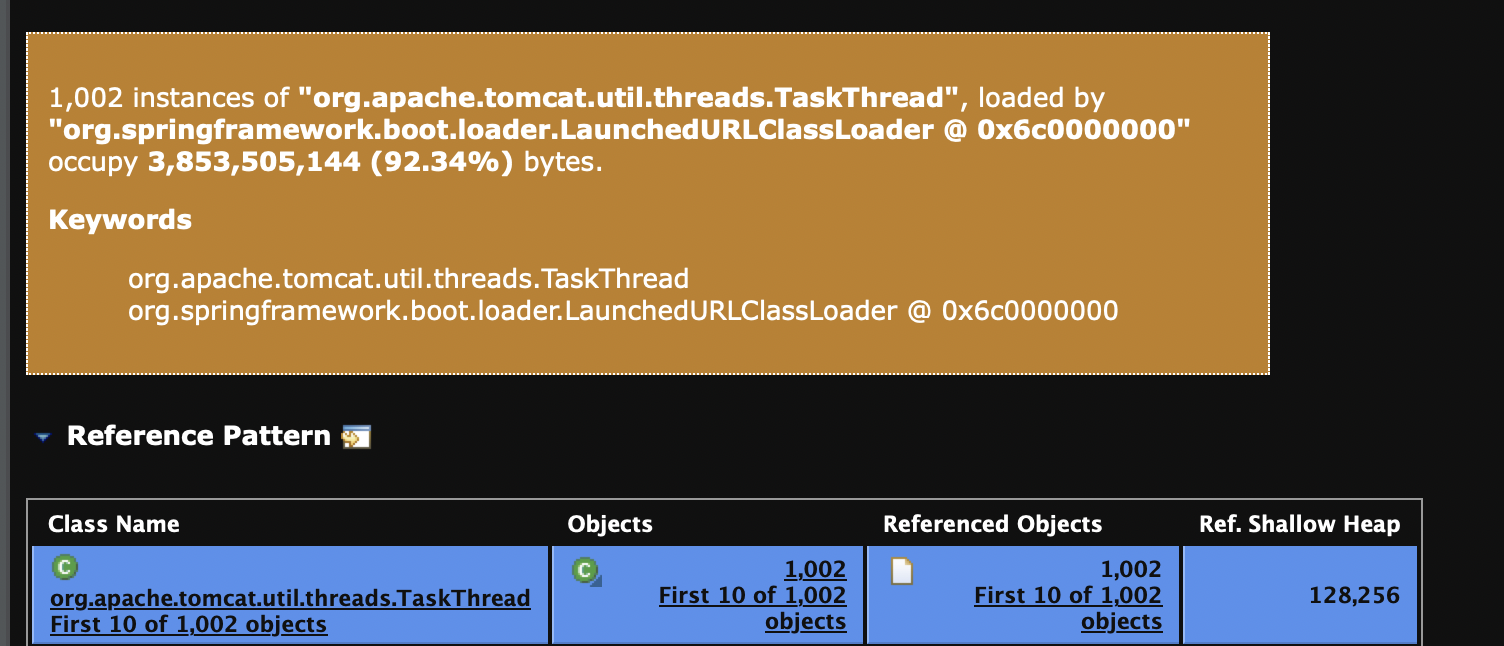 1,002 instances of "org.apache.tomcat.util.threads.TaskThread", loaded by
"org.springframework.boot.loader.LaunchedURLClassLoader @ 0x6c0000000"
occupy 3,853,505,144 (92.34%) bytes.
Keywords
org.apache.tomcat.util.threads.TaskThread
org.springframework.boot.loader.LaunchedURLClassLoader @ 0x6c0000000
Reference Pattern
Class Name Objects Referenced Objects Ref. Shallow Heap
org.apache.tomcat.util.threads.TaskThread
First 10 of 1,002 objects
1,002
First 10 of 1,002
objects
1,002
First 10 of 1,002
objects
128,256